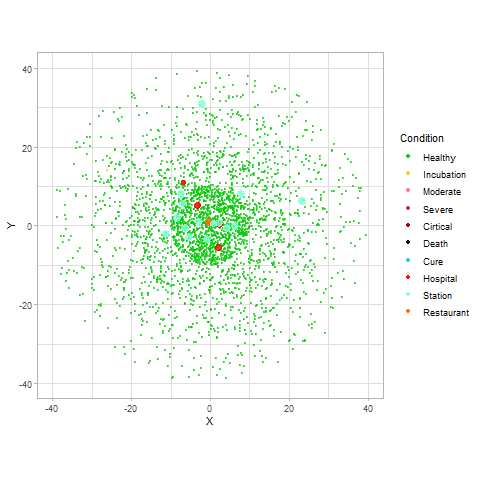 40
20
0
-20
-40
-40
-20
0
20
40
X
Y
Condition
Healthy
Incubation
Moderate
Severe
Cirtical
Death
Cure
Hospital
Station
Restaurant